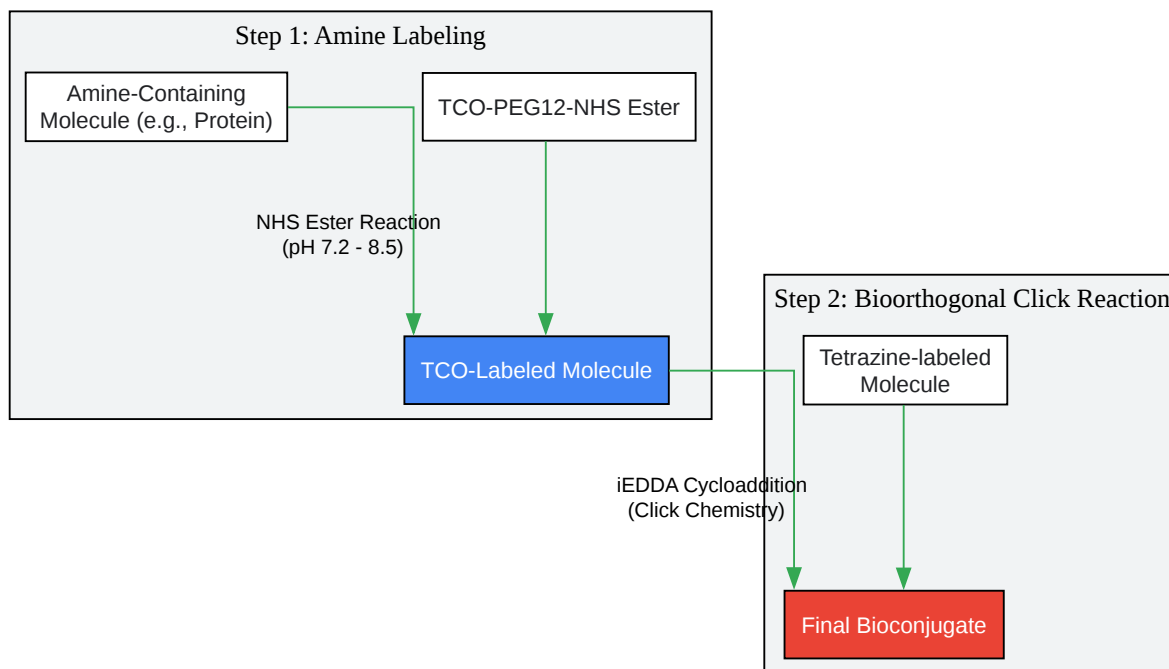 Step 1: Amine Labeling
Amine-Containing
Molecule (e.g., Protein)
TCO-PEG12-NHS Ester
NHS Ester Reaction
(pH 7.2 - 8.5)
TCO-Labeled Molecule
Step 2: Bioorthogonal Click Reaction
Tetrazine-labeled
Molecule
iEDDA Cycloaddition
(Click Chemistry)
Final Bioconjugate